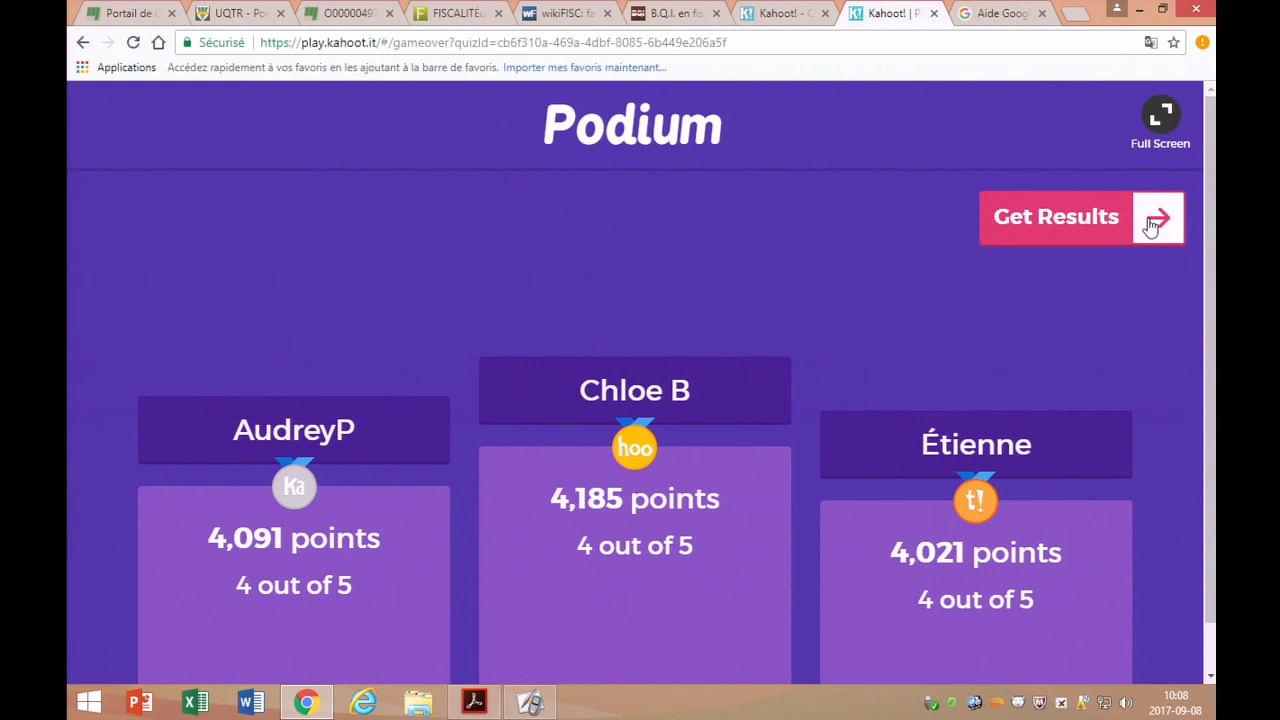 Portail de C
UQTR - Po
O00000497
FISCALITÉ
wikiFISC: fa
B.Q.I. en fis
Kahoot! - C
Kahoot! | P
Aide Goog
Sécurisé https://play.kahoot.it/#/gameover?quizId=cb6f310a-469a-4dbf-8085-6b449e206a5f
Applications Accédez rapidement à vos favoris en les ajoutant à la barre de favoris. Importer mes favoris maintenant...
Podium
Full Screen
Get Results
Chloe B
AudreyP
Étienne
hoo
Ka
t!
4,185 points
4 out of 5
4,091 points
4 out of 5
4,021 points
4 out of 5
10:08
2017-09-08